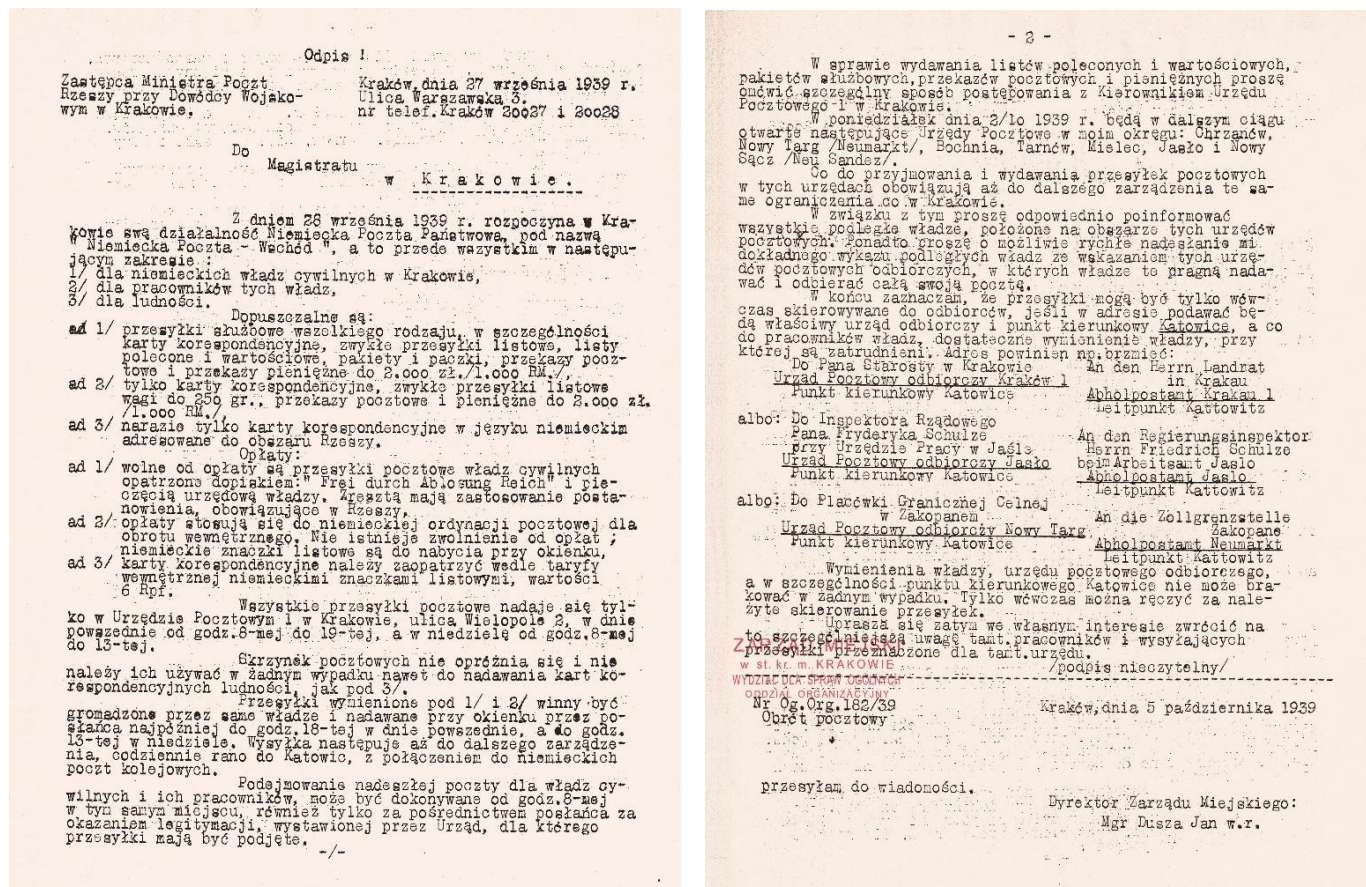 Odpis !
Zastępca Ministra Poczt
Rzeszy przy Dowódcy Wojsko-
wym w Krakowie.
Kraków,dnia 27 września 1939 r.
Ulica Warszawska 3.
nr telef.Kraków 20o27 i 20o28
Do
Magistratu
w Krakowie.
Z dniem 28 września 1939 r. rozpoczyna w Kra-
kowie swą działalność Niemiecka Poczta Państwowa, pod nazwą
" Niemiecka Poczta - Wschód ", a to przede wszystkim w następu-
jącym zakresie :
1/ dla niemieckich władz cywilnych w Krakowie,
2/ dla pracowników tych władz,
3/ dla ludności.
Dopuszczalne są:
ad 1/ przesyłki służbowe wszelkiego rodzaju, w szczególności
karty korespondencyjne, zwykłe przesyłki listowe, listy
polecone i wartościowe, pakiety i paczki, przekazy pocz-
towe i przekazy pieniężne do 2.ooo zł./1.ooo RM./,
ad 2/ tylko karty korespondencyjne, zwykłe przesyłki listowe
wagi do 25o gr., przekazy pocztowe i pieniężne do 2.ooo zł.
/1.ooo RM./,
ad 3/ narazie tylko karty korespondencyjne w języku niemieckim
adresowane do obszaru Rzeszy.
Opłaty:
ad 1/ wolne od opłaty są przesyłki pocztowe władz cywilnych
opatrzone dopiskiem:" Frei durch Ablosung Reich" i pie-
częcią urzędową władzy. Zresztą mają zastosowanie posta-
nowienia, obowiązujące w Rzeszy,
ad 2/ opłaty stosują się do niemieckiej ordynacji pocztowej dla
obrotu wewnętrznego. Nie istnieje zwolnienie od opłat ;
niemieckie znaczki listowe są do nabycia przy okienku,
ad 3/ karty korespondencyjne należy zaopatrzyć wedle taryfy
wewnętrznej niemieckimi znaczkami listowymi, wartości
6 Rpf.
Wszystkie przesyłki pocztowe nadaje się tyl-
ko w Urzędzie Pocztowym 1 w Krakowie, ulica Wielopole 2, w dnie
powszednie od godz.8-mej do 19-tej, a w niedzielę od godz.8-mej
do 13-tej.
Skrzynek pocztowych nie opróżnia się i nie
należy ich używać w żadnym wypadku nawet do nadawania kart ko-
respondencyjnych ludności, jak pod 3/.
Przesyłki wymienione pod 1/ i 2/ winny być
gromadzone przez same władze i nadawane przy okienku przez po-
słańca najpóźniej do godz.18-tej w dnie powszednie, a do godz.
13-tej w niedziele. Wysyłka następuje aż do dalszego zarządze-
nia, codziennie rano do Katowic, z połączeniem do niemieckich
poczt kolejowych.
Podejmowanie nadeszłej poczty dla władz cy-
wilnych i ich pracowników, może być dokonywane od godz.8-mej
w tym samym miejscu, również tylko za pośrednictwem posłańca za
okazaniem legitymacji, wystawionej przez Urząd, dla którego
przesyłki mają być podjęte.
-/-
- 2 -
W sprawie wydawania listów poleconych i wartościowych,
pakietów służbowych,przekazów pocztowych i pieniężnych proszę
omówić szczególny sposób postępowania z Kierownikiem Urzędu
Pocztowego 1 w Krakowie.
W poniedziałek dnia 2/lo 1939 r. będą w dalszym ciągu
otwarte następujące Urzędy Pocztowe w moim okręgu: Chrzanów,
Nowy Targ /Neumarkt/, Bochnia, Tarnów, Mielec, Jasło i Nowy
Sącz /Neu Sandez/.
Co do przyjmowania i wydawania przesyłek pocztowych
w tych urzędach obowiązują aż do dalszego zarządzenia te sa-
me ograniczenia co w Krakowie.
W związku z tym proszę odpowiednio poinformować
wszystkie podległe władze, położone na obszarze tych urzędów
pocztowych. Ponadto proszę o możliwie rychłe nadesłanie mi
dokładnego wykazu podległych władz ze wskazaniem tych urzę-
dów pocztowych odbiorczych, w których władze te pragną nada-
wać i odbierać całą swoją pocztą.
W końcu zaznaczam, że przesyłki mogą być tylko wów-
czas skierowywane do odbiorców, jeśli w adresie podawać bę-
dą właściwy urząd odbiorczy i punkt kierunkowy Katowice, a co
do pracowników władz, dostateczne wymienienie władzy, przy
której są zatrudnieni. Adres powinien np.brzmieć:
Do Pana Starosty w Krakowie
Urząd Pocztowy odbiorczy Kraków 1
Punkt kierunkowy Katowice
An den Herrn Landrat
in Krakau
Abholpostamt Krakau 1
Leitpunkt Kattowitz
albo: Do Inspektora Rządowego
Pana Fryderyka Schulze
przy Urzędzie Pracy w Jaśle
Urząd Pocztowy odbiorczy Jasło
Punkt kierunkowy Katowice
An den Regierungsinspektor
Herrn Friedrich Schulze
beim Arbeitsamt Jaslo
Abholpostamt Jaslo
Leitpunkt Kattowitz
albo: Do Placówki Granicznej Celnej
w Zakopanem
Urząd Pocztowy odbiorczy Nowy Targ
Punkt kierunkowy Katowice
An die Zollgrenzstelle
Zakopane
Abholpostamt Neumarkt
Leitpunkt Kattowitz
Wymienienia władzy, urzędu pocztowego odbiorczego,
a w szczególności punktu kierunkowego Katowice nie może bra-
kować w żadnym wypadku. Tylko wówczas można ręczyć za nale-
żyte skierowanie przesyłek.
Uprasza się zatym we własnym interesie zwrócić na
to szczególniejszą uwagę tamt.pracowników i wysyłających
przesyłki przeznaczone dla tamt.urzędu.
/podpis nieczytelny/
ZARZĄD MIEJSKI
w st. kr. m. KRAKOWIE
WYDZIAŁ DLA SPRAW OGÓLNYCH
ODDZIAŁ ORGANIZACYJNY
Nr Og.Org.182/39
Obrót pocztowy
Kraków,dnia 5 października 1939
przesyłam do wiadomości.
Dyrektor Zarządu Miejskiego:
Mgr Dusza Jan w.r.